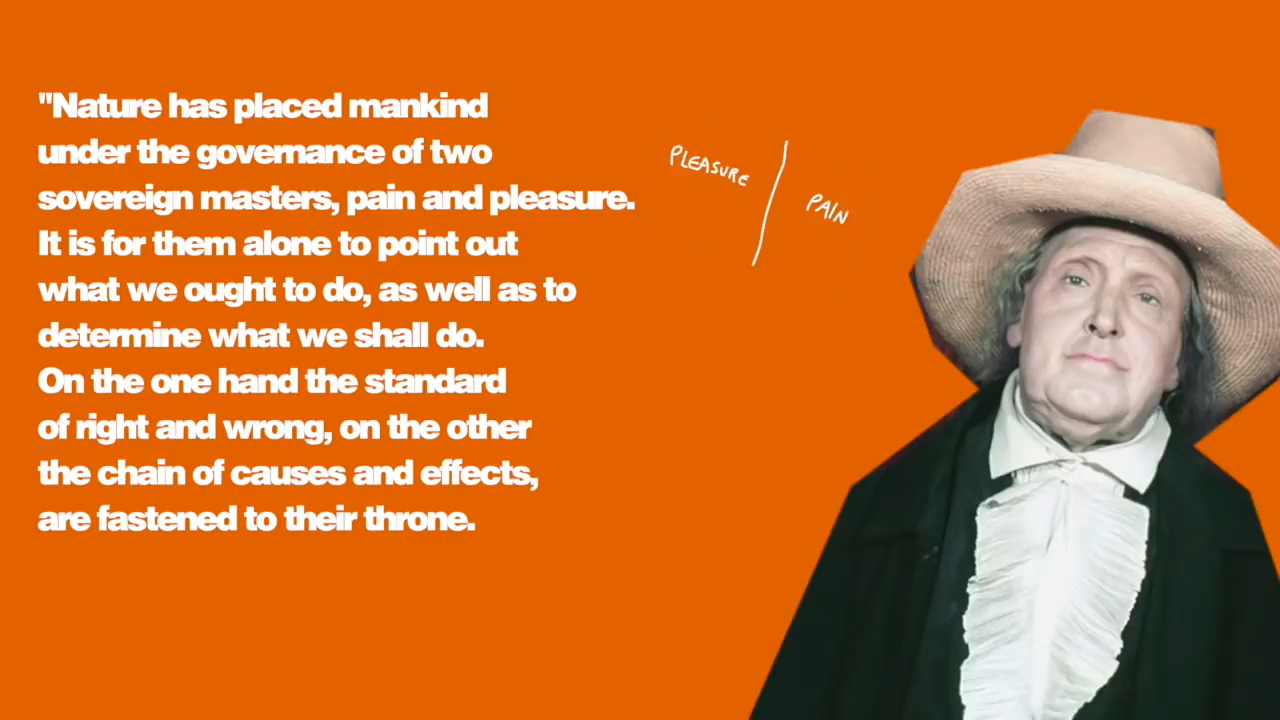 "Nature has placed mankind
under the governance of two
sovereign masters, pain and pleasure.
It is for them alone to point out
what we ought to do, as well as to
determine what we shall do.
On the one hand the standard
of right and wrong, on the other
the chain of causes and effects,
are fastened to their throne.
PLEASURE
PAIN